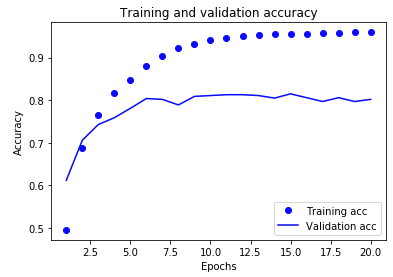 Training and validation accuracy
Accuracy
0.9
0.8
0.7
0.6
0.5
Training acc
Validation acc
2.5 5.0 7.5 10.0 12.5 15.0 17.5 20.0
Epochs